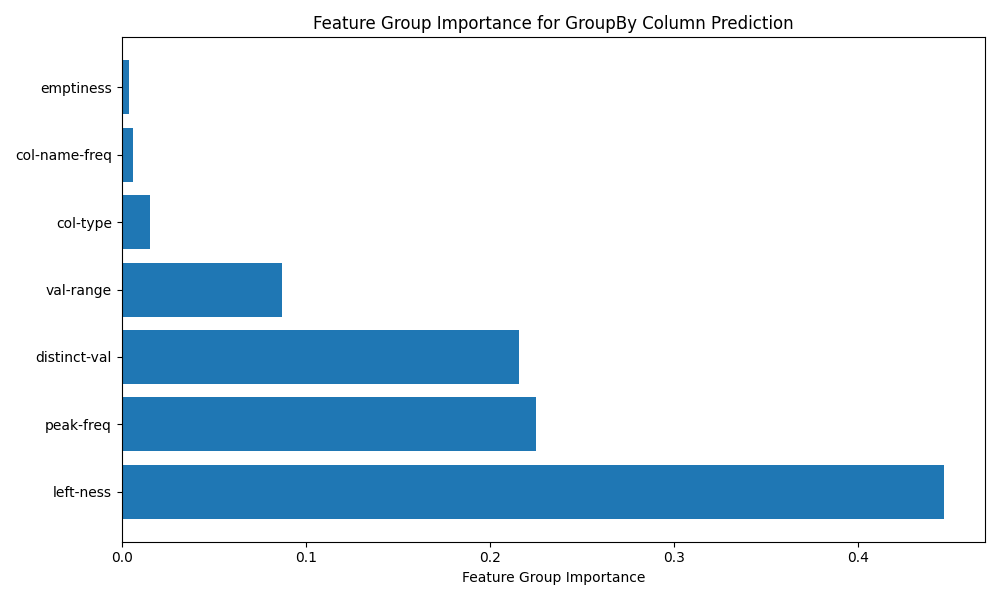 Feature Group Importance for GroupBy Column Prediction
emptiness
col-name-freq
col-type
val-range
distinct-val
peak-freq
left-ness
0.0 0.1 0.2 0.3 0.4
Feature Group Importance